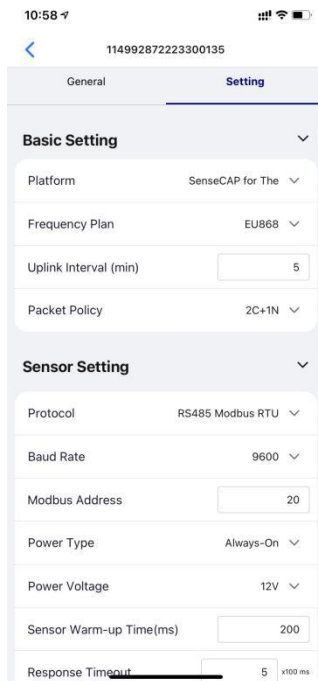 10:58
114992872223300135
General Setting
Basic Setting
Platform SenseCAP for The
Frequency Plan EU868
Uplink Interval (min) 5
Packet Policy 2C+1N
Sensor Setting
Protocol RS485 Modbus RTU
Baud Rate 9600
Modbus Address 20
Power Type Always-On
Power Voltage 12V
Sensor Warm-up Time(ms) 200
Response Timeout 5 x100 ms